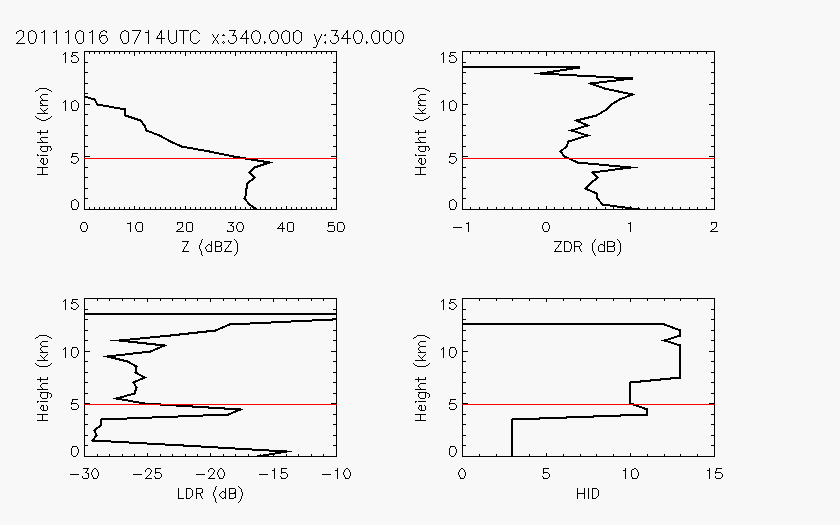 20111016 0714UTC x:340.000 y:340.000
15
10
5
0
Height (km)
0 10 20 30 40 50
Z (dBZ)
15
10
5
0
Height (km)
-1 0 1 2
ZDR (dB)
15
10
5
0
Height (km)
-30 -25 -20 -15 -10
LDR (dB)
15
10
5
0
Height (km)
0 5 10 15
HID